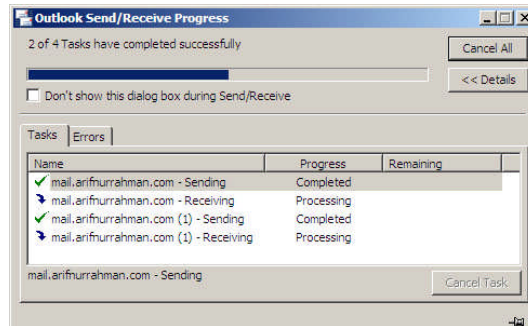 Outlook Send/Receive Progress
2 of 4 Tasks have completed successfully
Cancel All
<< Details
Don't show this dialog box during Send/Receive
Tasks Errors
Name Progress Remaining
mail.arifnurrahman.com - Sending Completed
mail.arifnurrahman.com - Receiving Processing
mail.arifnurrahman.com (1) - Sending Completed
mail.arifnurrahman.com (1) - Receiving Processing
mail.arifnurrahman.com - Sending
Cancel Task